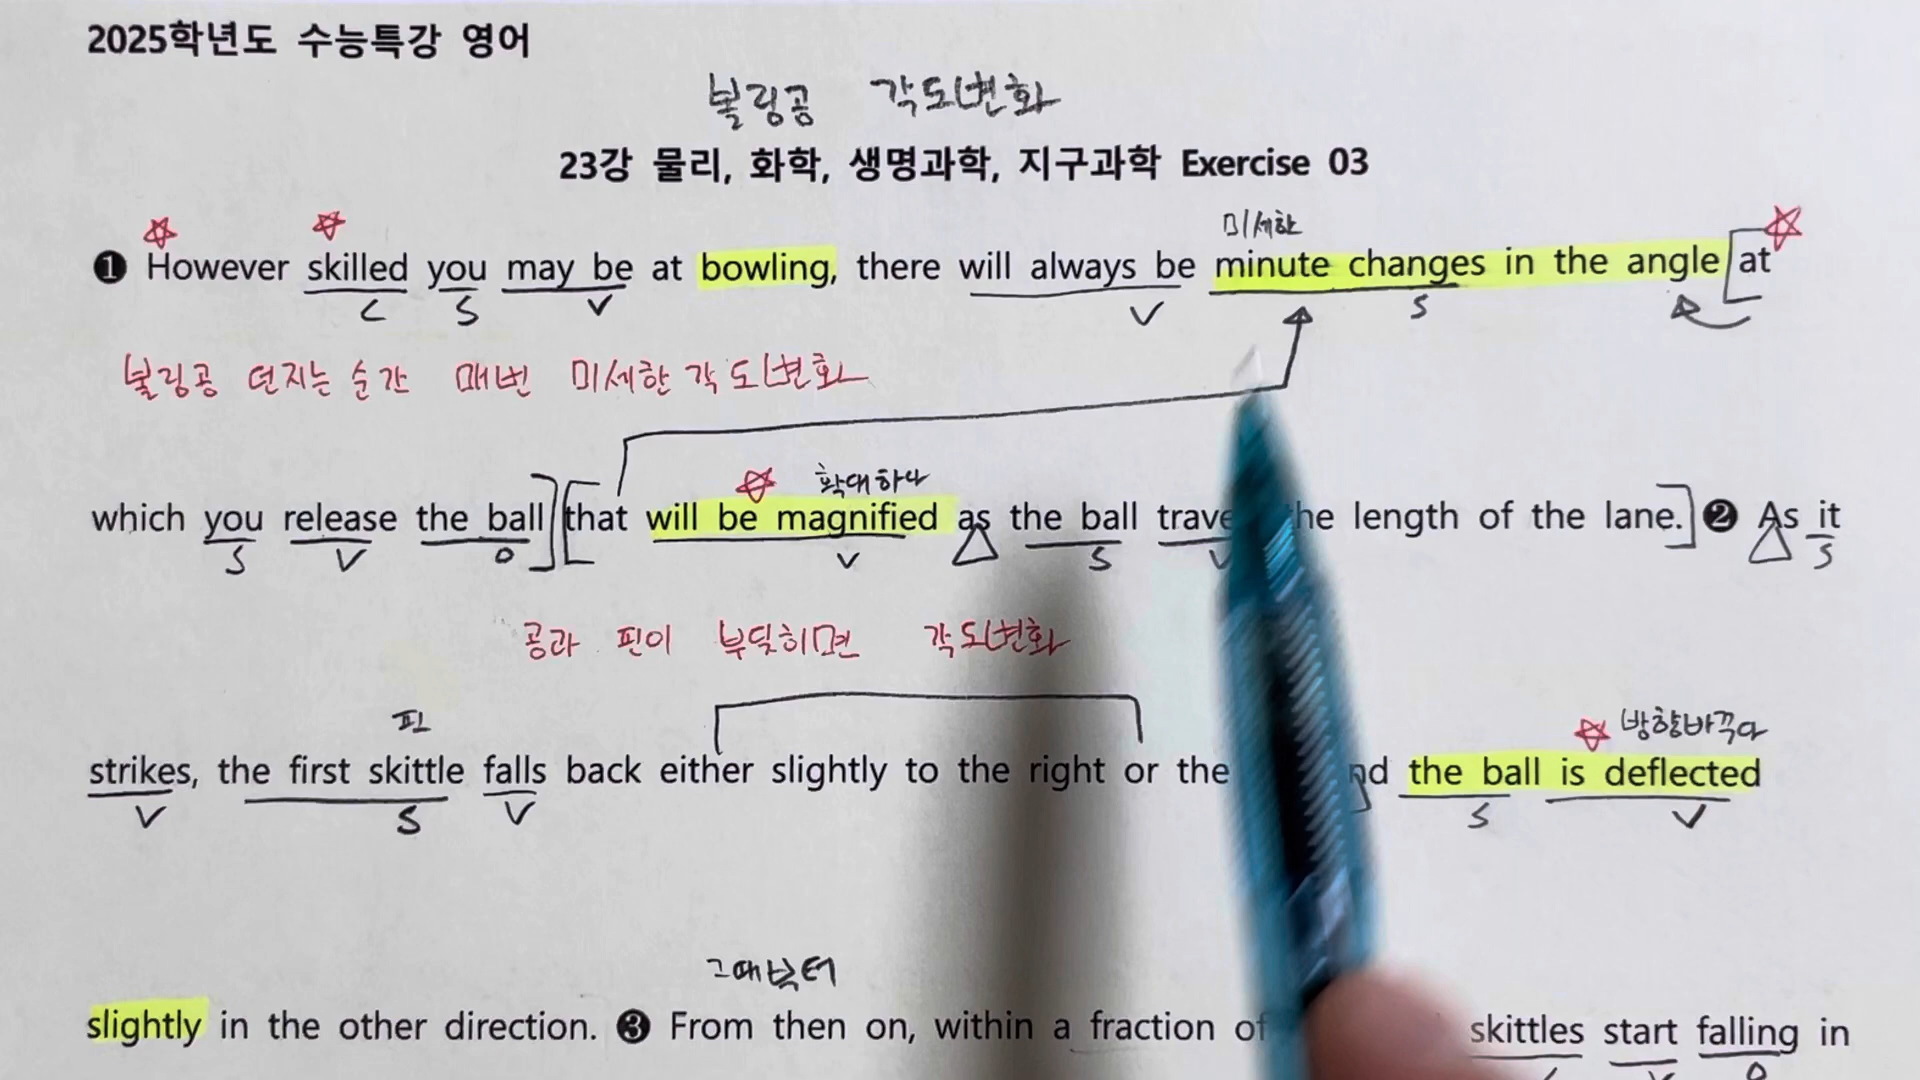 2025학년도 수능특강 영어
볼링공 각도변화
23강 물리, 화학, 생명과학, 지구과학 Exercise 03
미세한
❶ However skilled you may be at bowling, there will always be minute changes in the angle at
C S V V S
볼링공 던지는 순간 매번 미세한 각도변화
확대하다
which you release the ball that will be magnified as the ball the length of the lane. ❷ As it
S V O V S V S
공과 핀이 부딪히면 각도변화
핀 방향바꾸다
strikes, the first skittle falls back either slightly to the right or the the ball is deflected
V S V S V
그때부터
slightly in the other direction. ❸ From then on, within a fraction of skittles start falling in